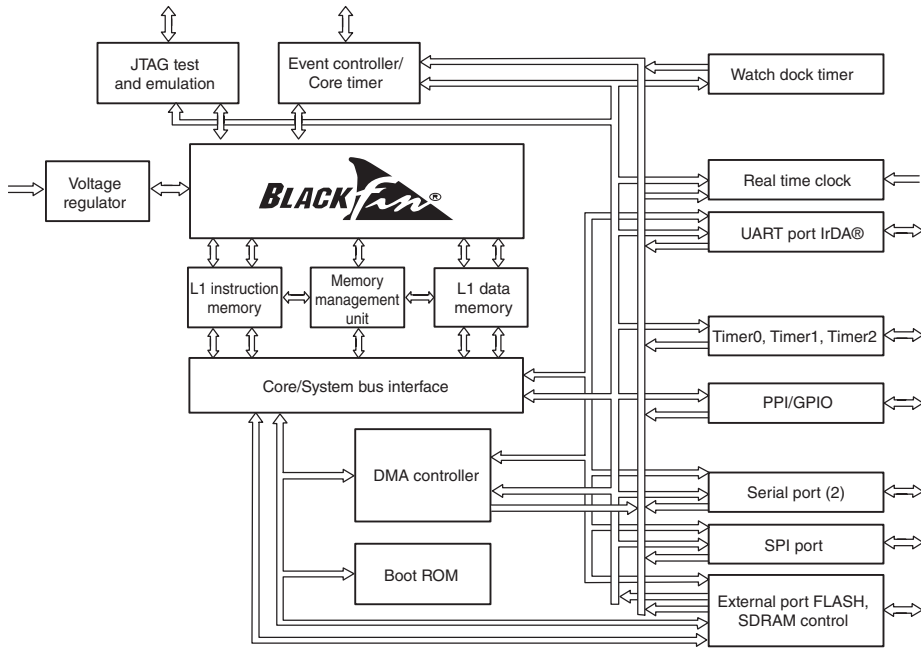 JTAG test
and emulation
Event controller/
Core timer
Watch dock timer
Voltage
regulator
BLACKfin®
Real time clock
UART port IrDA®
L1 instruction
memory
Memory
management
unit
L1 data
memory
Timer0, Timer1, Timer2
Core/System bus interface
PPI/GPIO
DMA controller
Serial port (2)
SPI port
Boot ROM
External port FLASH,
SDRAM control